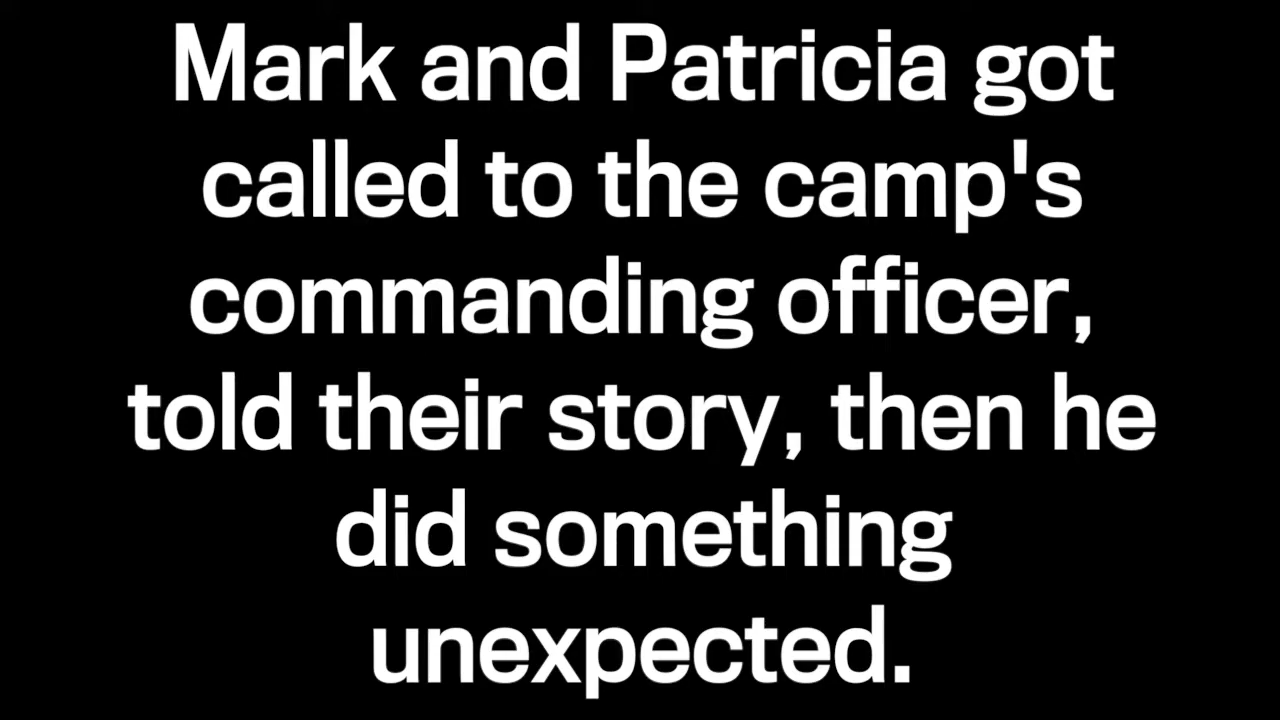 Mark and Patricia got
called to the camp's
commanding officer,
told their story, then he
did something
unexpected.